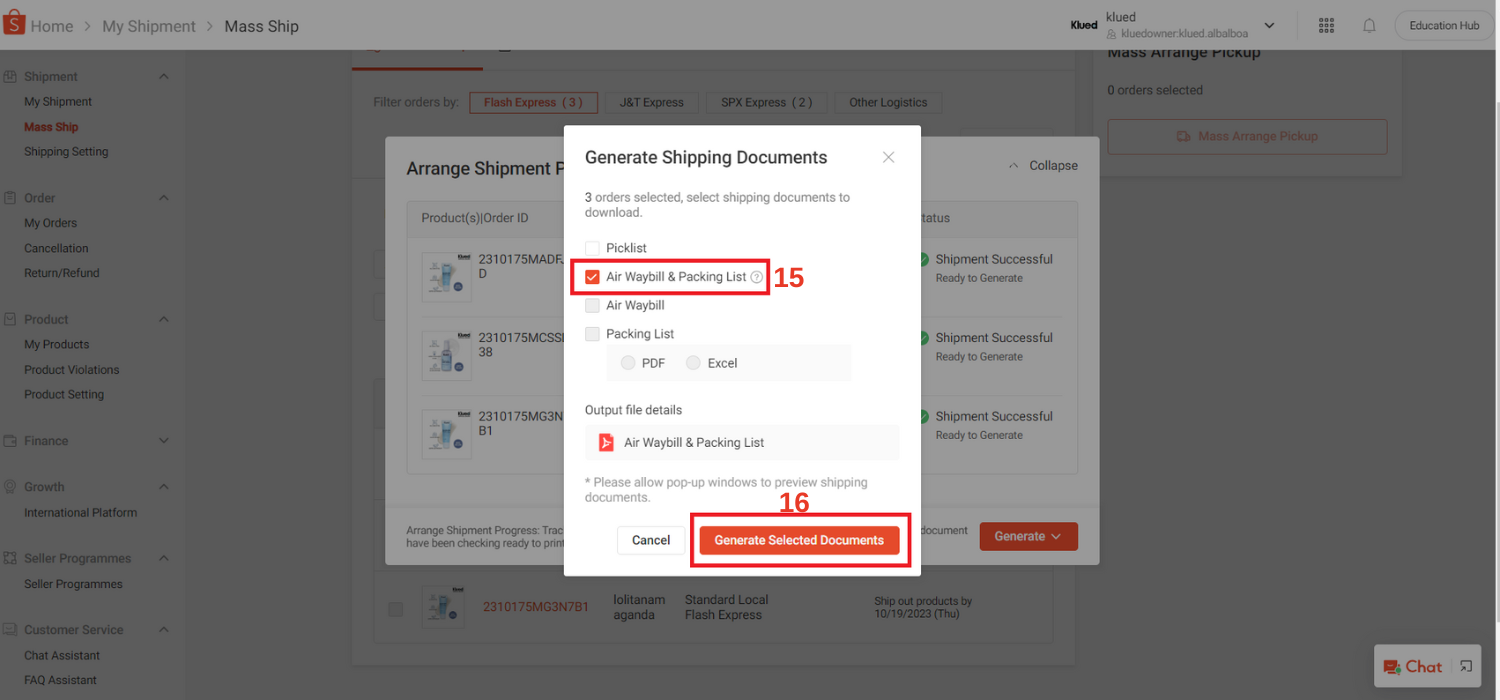 Home > My Shipment > Mass Ship
Klued
klued
kluedowner:klued.albalboa
Education Hub
Shipment
My Shipment
Mass Ship
Shipping Setting
Order
My Orders
Cancellation
Return/Refund
Product
My Products
Product Violations
Product Setting
Finance
Growth
International Platform
Seller Programmes
Seller Programmes
Customer Service
Chat Assistant
FAQ Assistant
Filter orders by:
Flash Express ( 3 )
J&T Express
SPX Express ( 2 )
Other Logistics
Mass Arrange Pickup
0 orders selected
Mass Arrange Pickup
Arrange Shipment P
Collapse
Product(s)|Order ID
tatus
2310175MADF
D
Shipment Successful
Ready to Generate
2310175MCSS
38
Shipment Successful
Ready to Generate
2310175MG3N
B1
Shipment Successful
Ready to Generate
Arrange Shipment Progress: Trac
have been checking ready to print
document
Generate
Generate Shipping Documents
3 orders selected, select shipping documents to
download.
Picklist
Air Waybill & Packing List ?
15
Air Waybill
Packing List
PDF
Excel
Output file details
Air Waybill & Packing List
* Please allow pop-up windows to preview shipping
documents.
16
Cancel
Generate Selected Documents
2310175MG3N7B1
lolitanam
aganda
Standard Local
Flash Express
Ship out products by
10/19/2023 (Thu)
Chat